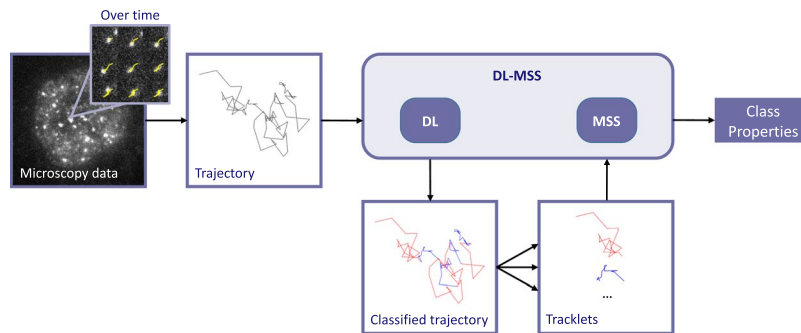 Over time
Microscopy data
Trajectory
DL-MSS
DL
MSS
Class
Properties
Classified trajectory
Tracklets
...